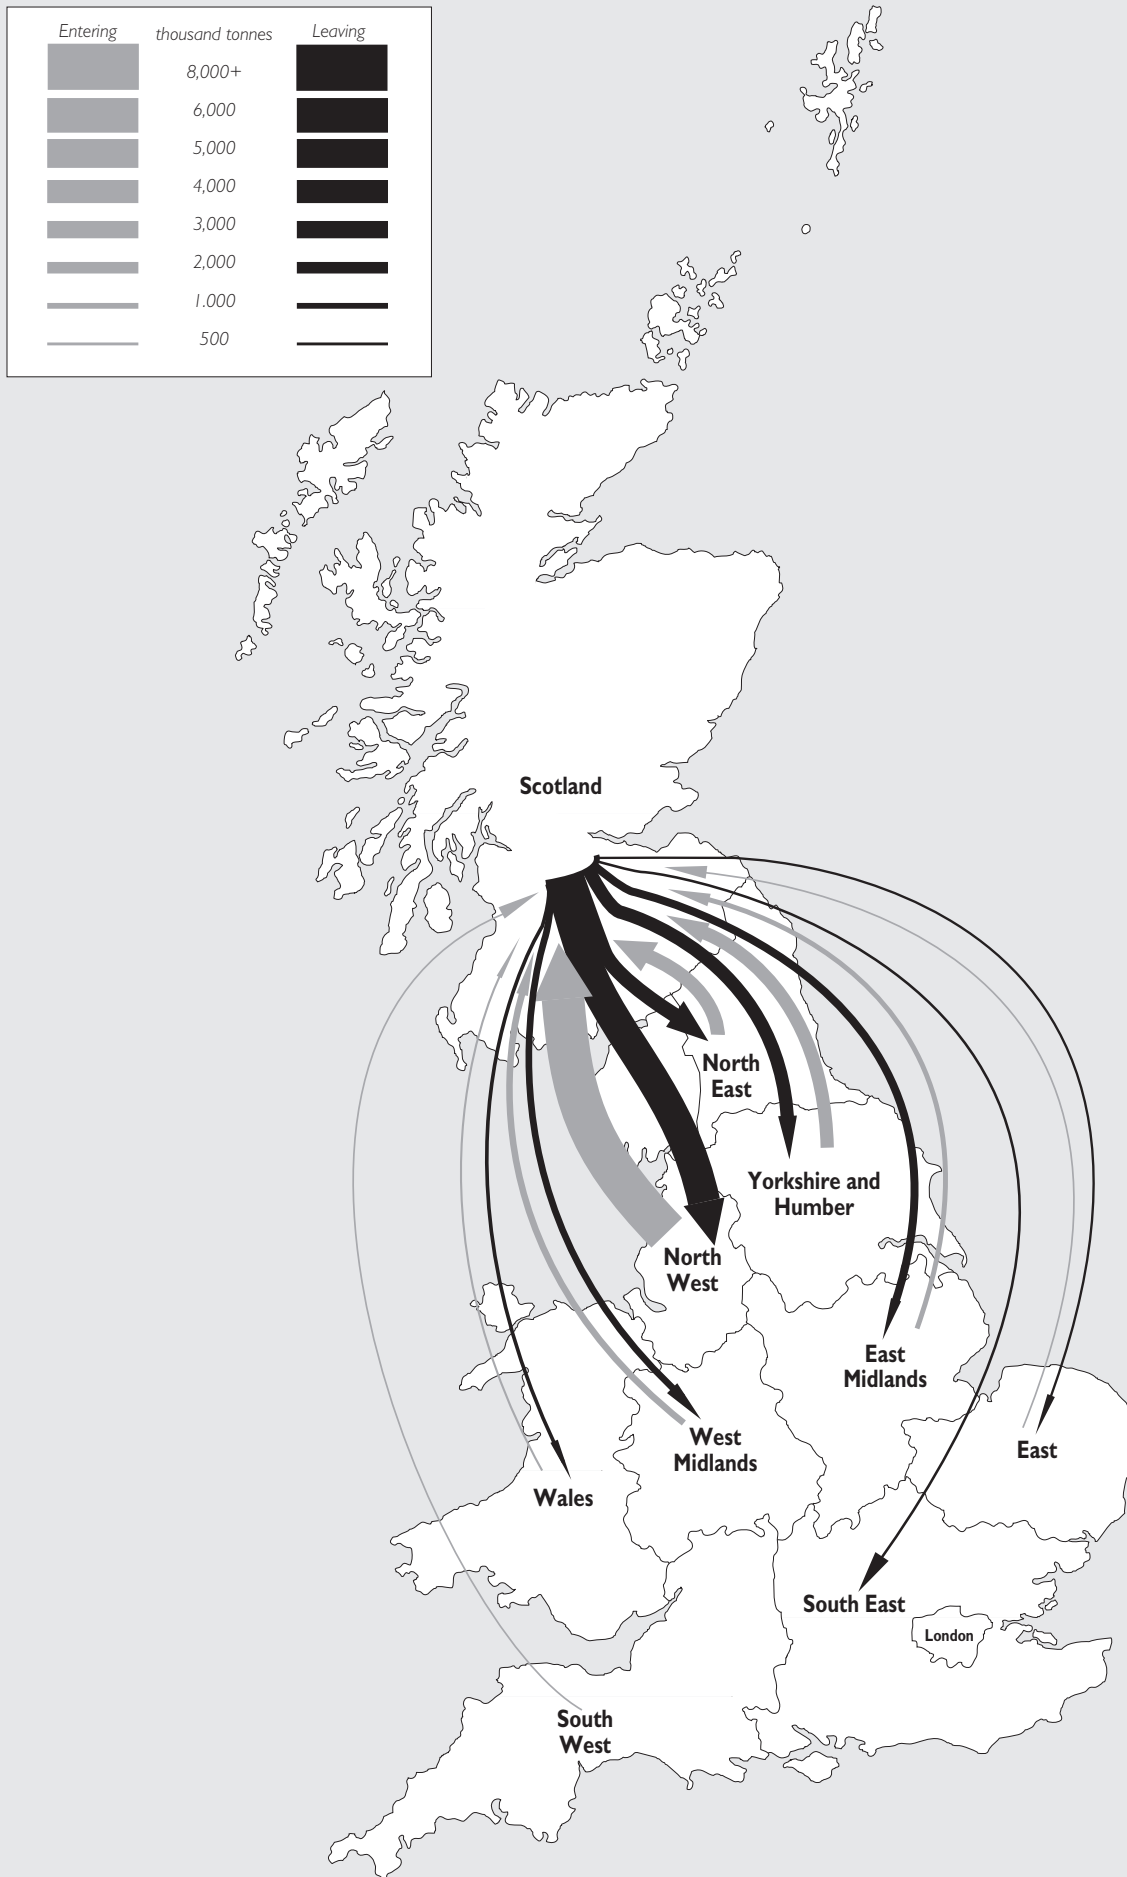 Entering thousand tonnes Leaving
8,000+
6,000
5,000
4,000
3,000
2,000
1.000
500
Scotland
North
East
Yorkshire and
Humber
North
West
East
Midlands
West
Midlands
East
Wales
South East
London
South
West